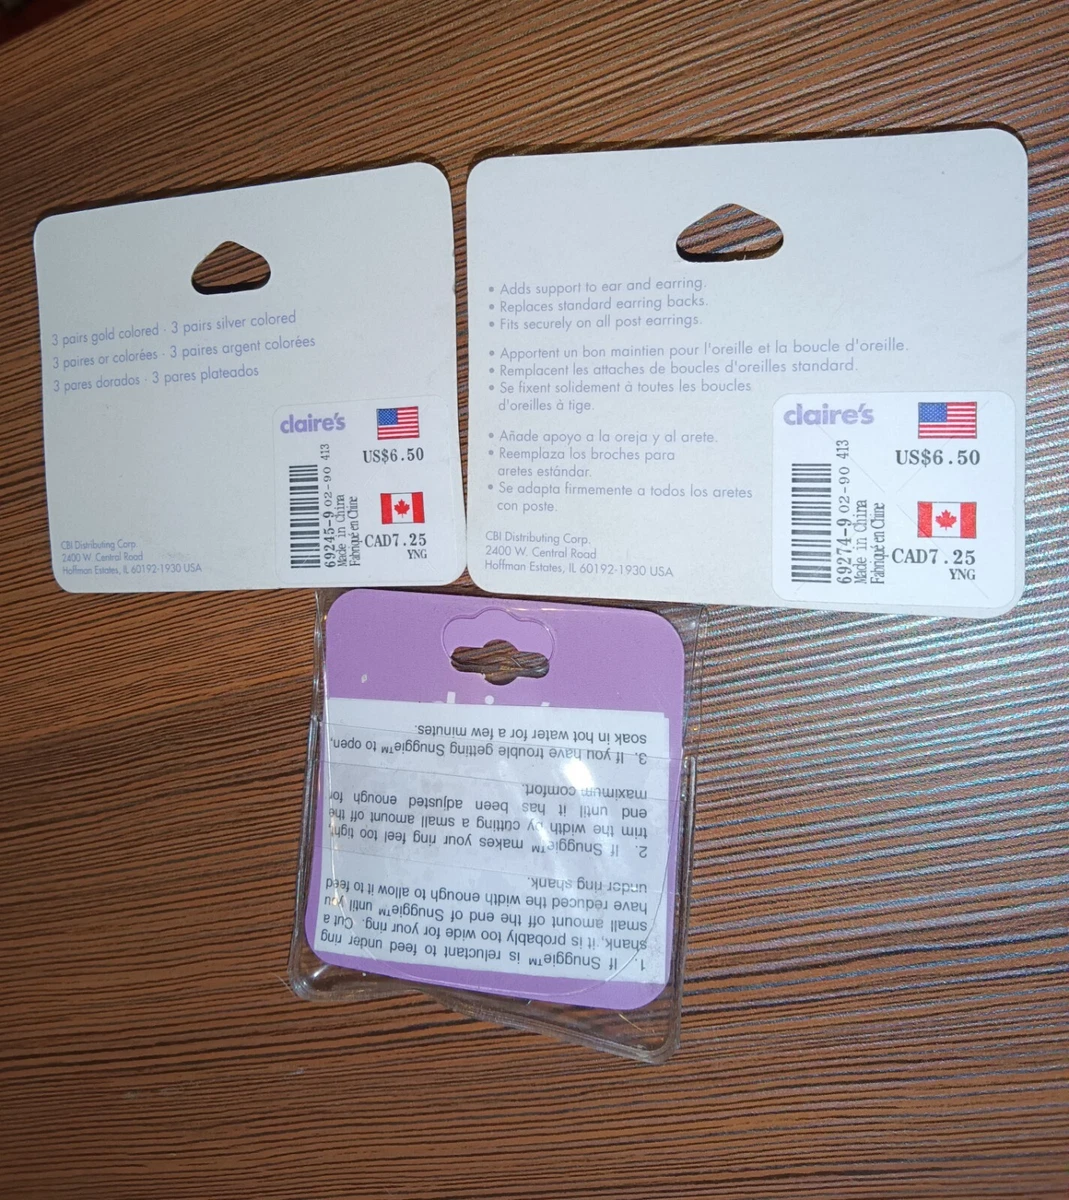 3 pairs gold colored · 3 pairs silver colored
3 paires or colorées · 3 paires argent colorées
3 pares dorados · 3 pares plateados
claire's
US$6.50
CAD7.25
YNG
69245-9 02-90 413
Made in China
Fabriqué en Chine
CBI Distributing Corp.
2400 W. Central Road
Hoffman Estates, IL 60192-1930 USA
• Adds support to ear and earring.
• Replaces standard earring backs.
• Fits securely on all post earrings.
• Apportent un bon maintien pour l'oreille et la boucle d'oreille.
• Remplacent les attaches de boucles d'oreilles standard.
• Se fixent solidement à toutes les boucles
d'oreilles à tige.
• Añade apoyo a la oreja y al arete.
• Reemplaza los broches para
aretes estándar.
• Se adapta firmemente a todos los aretes
con poste.
CBI Distributing Corp.
2400 W. Central Road
Hoffman Estates, IL 60192-1930 USA
claire's
US$6.50
CAD7.25
YNG
69274-9 02-90 413
Made in China
Fabriqué en Chine
1. If Snuggie™ is reluctant to feed under ring
shank, it is probably too wide for your ring. Cut a
small amount off the end of Snuggie™ until you
have reduced the width enough to allow it to feed
under ring shank.
2. If Snuggie™ makes your ring feel too tight,
trim the width by cutting a small amount off the
end until it has been adjusted enough for
maximum comfort.
3. If you have trouble getting Snuggie™ to open,
soak in hot water for a few minutes.